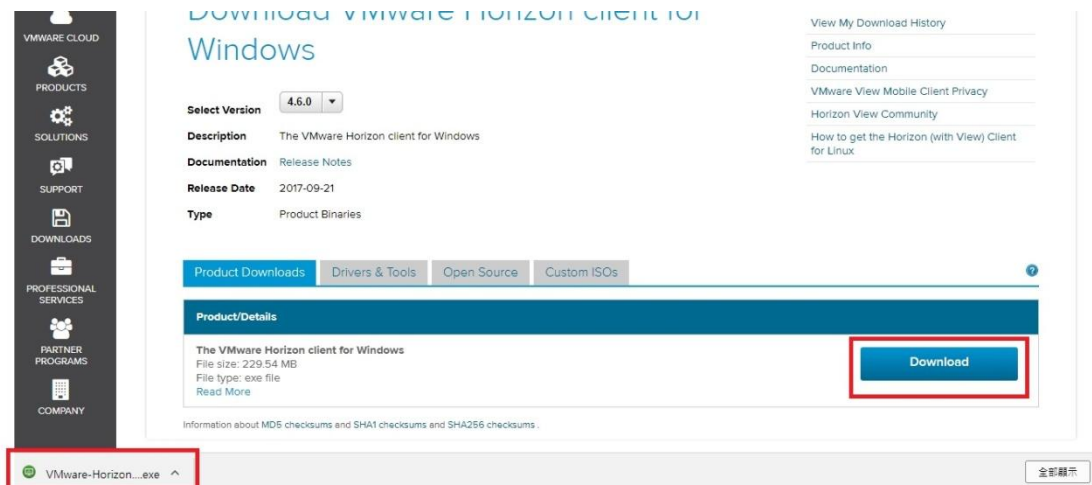 Download VMware Horizon client for
Windows
VMWARE CLOUD
PRODUCTS
SOLUTIONS
SUPPORT
DOWNLOADS
PROFESSIONAL
SERVICES
PARTNER
PROGRAMS
COMPANY
Select Version 4.6.0
Description The VMware Horizon client for Windows
Documentation Release Notes
Release Date 2017-09-21
Type Product Binaries
View My Download History
Product Info
Documentation
VMware View Mobile Client Privacy
Horizon View Community
How to get the Horizon (with View) Client
for Linux
Product Downloads Drivers & Tools Open Source Custom ISOs ?
Product/Details
The VMware Horizon client for Windows
File size: 229.54 MB
File type: exe file
Read More
Download
Information about MD5 checksums and SHA1 checksums and SHA256 checksums .
VMware-Horizon....exe
全部顯示